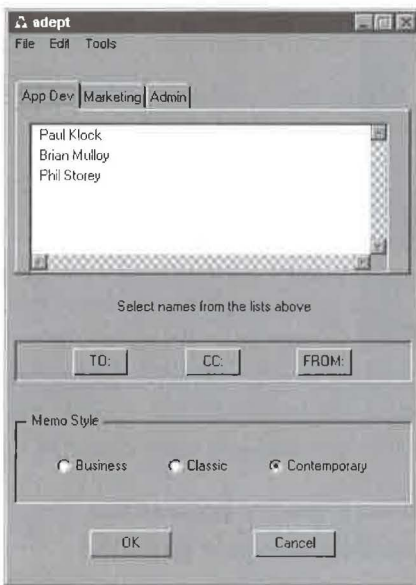 adept
File Edit Tools
App Dev Marketing Admin
Paul Klock
Brian Mulloy
Phil Storey
Select names from the lists above
TO: CC: FROM:
Memo Style
Business Classic Contemporary
OK Cancel